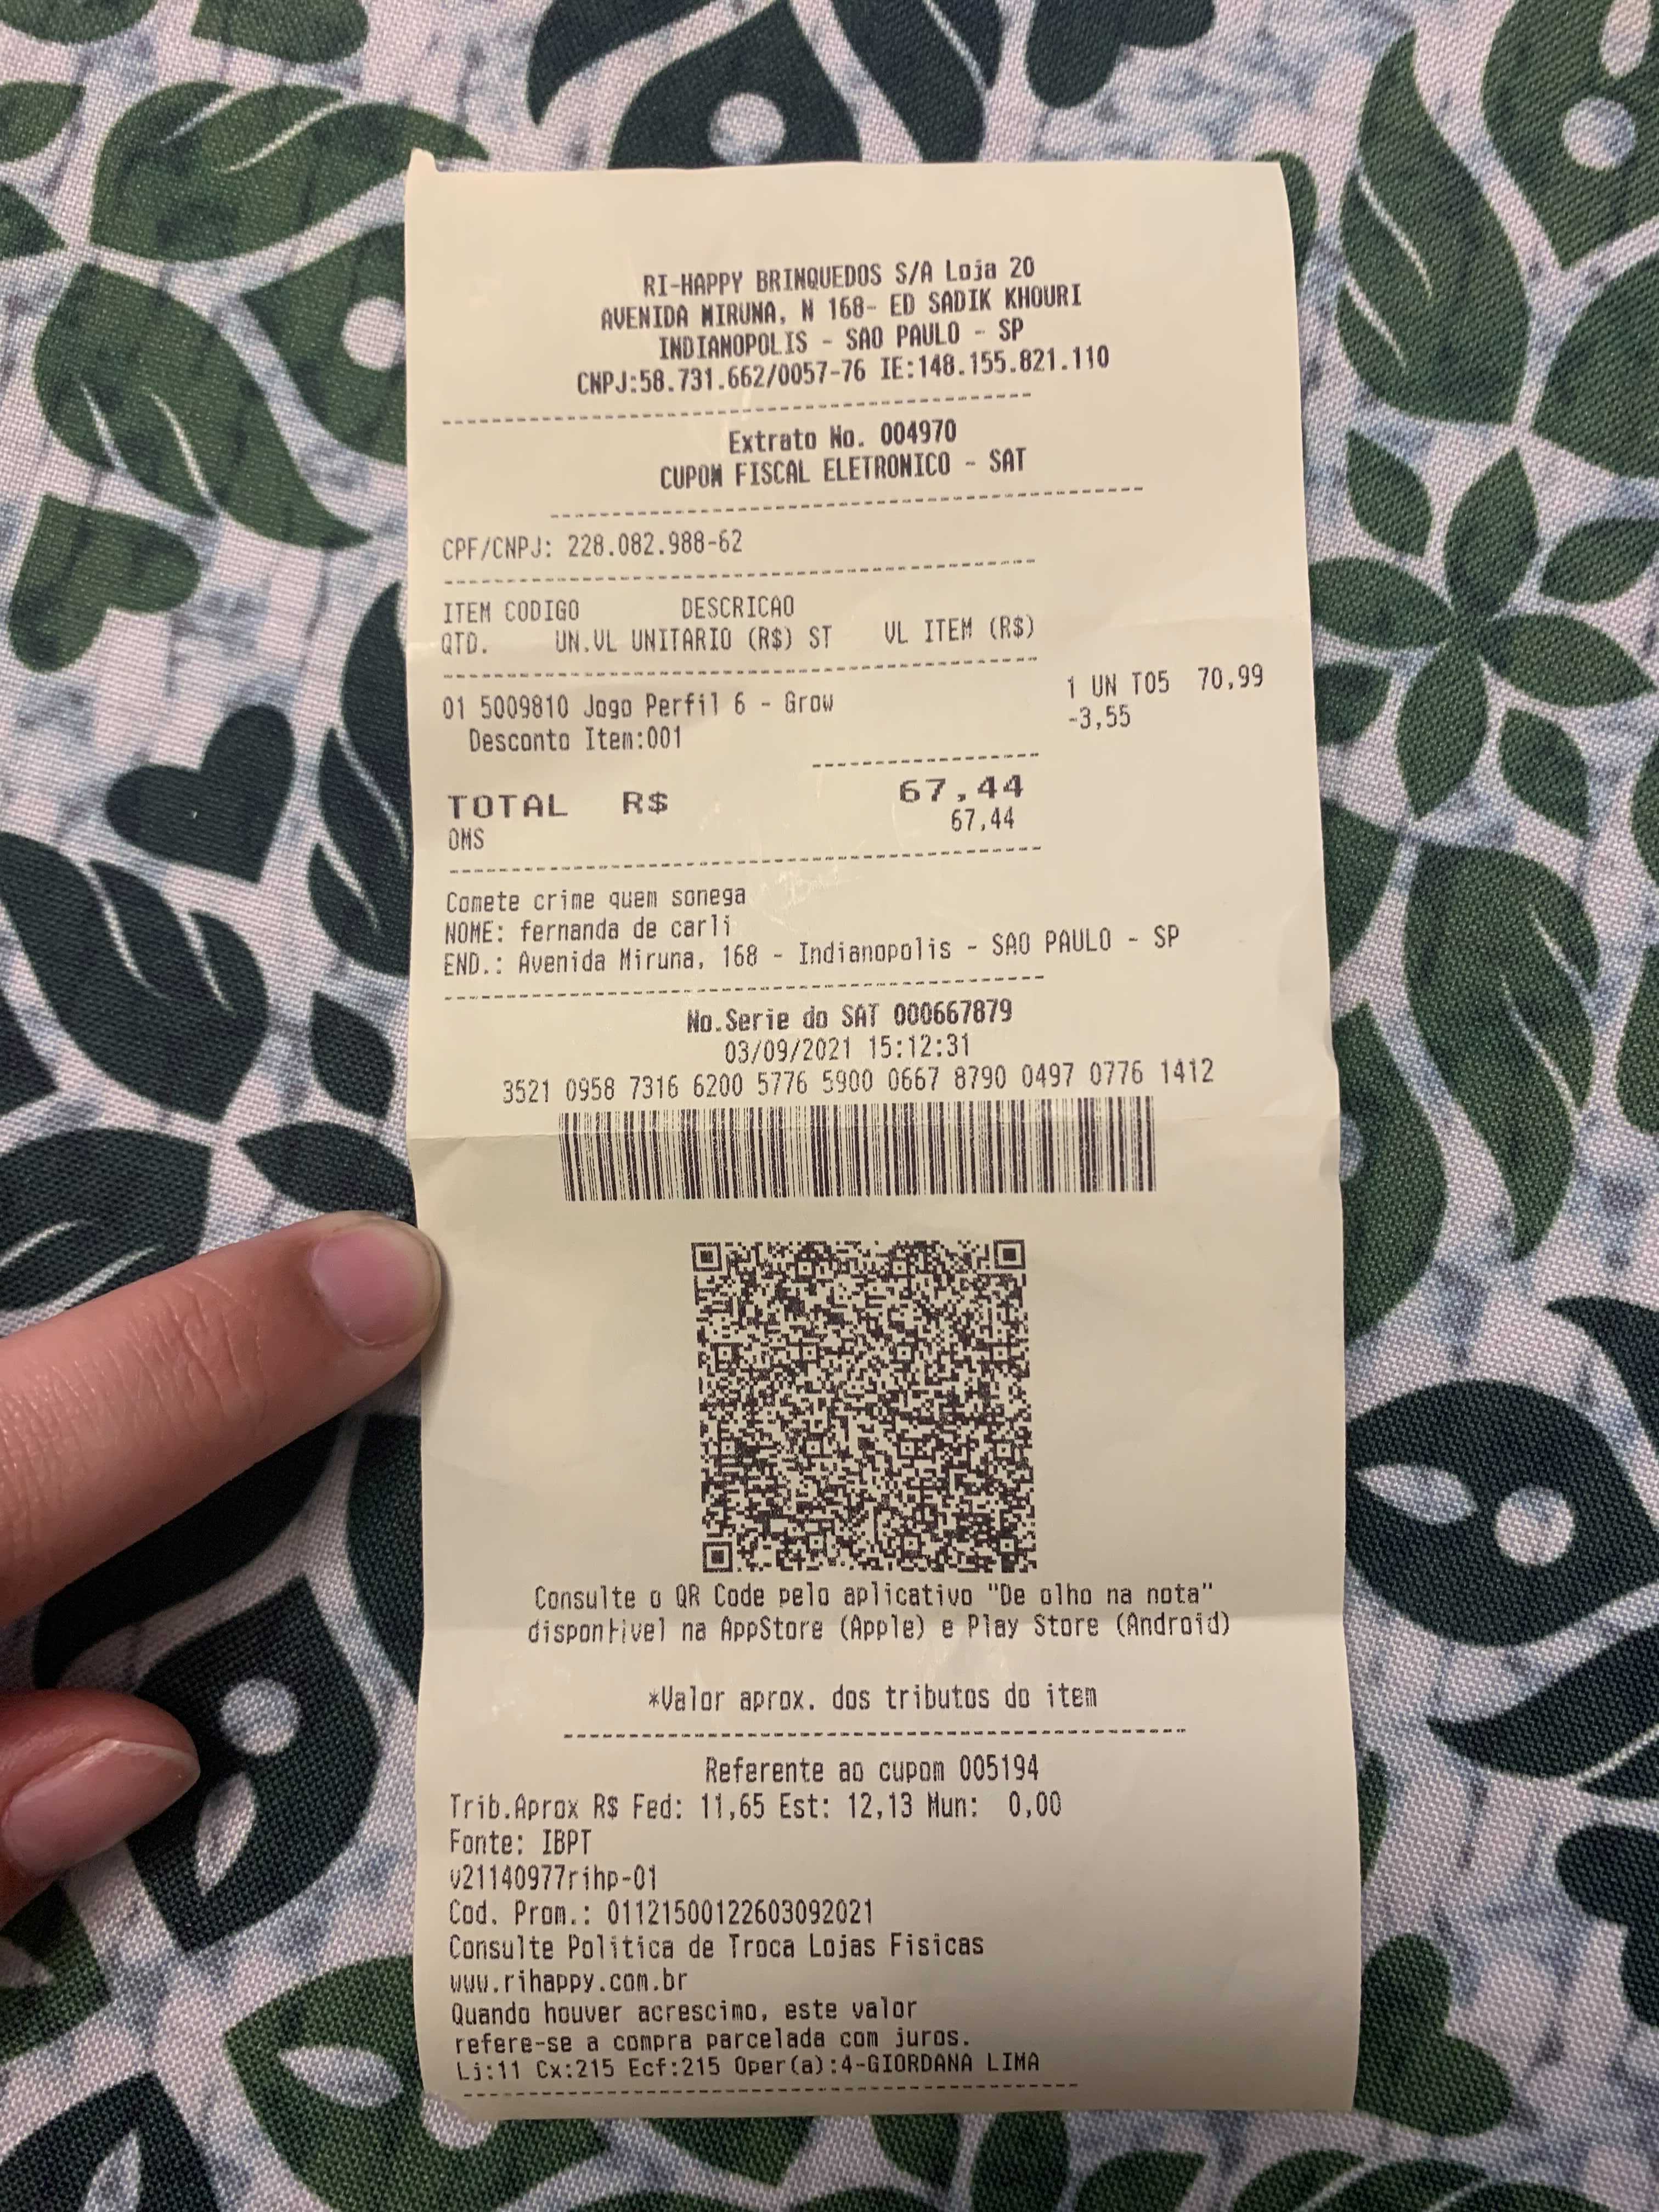 RI-HAPPY BRINQUEDOS S/A Loja 20
AVENIDA MIRUNA, N 168- ED SADIK KHOURI
INDIANOPOLIS - SAO PAULO - SP
CNPJ:58.731.662/0057-76 IE:148.155.821.110
Extrato No. 004970
CUPOM FISCAL ELETRONICO - SAT
CPF/CNPJ: 228.082.988-62
ITEM CODIGO DESCRICAO
QTD. UN.VL UNITARIO (R$) ST VL ITEM (R$)
01 5009810 Jogo Perfil 6 - Grow 1 UN T05 70,99
Desconto Item:001 -3,55
TOTAL R$ 67,44
OMS 67,44
Comete crime quem sonega
NOME: fernanda de carli
END.: Avenida Miruna, 168 - Indianopolis - SAO PAULO - SP
No.Serie do SAT 000667879
03/09/2021 15:12:31
3521 0958 7316 6200 5776 5900 0667 8790 0497 0776 1412
Consulte o QR Code pelo aplicativo "De olho na nota"
na AppStore (Apple) e Play Store (Android)
*Valor aprox. dos tributos do item
Referente ao cupom 005194
Trib.Aprox R$ Fed: 11,65 Est: 12,13 Mun: 0,00
Fonte: IBPT
v21140977rihp-01
Cod. Prom.: 01121500122603092021
Consulte Politica de Troca Lojas Fisicas
www.rihappy.com.br
Quando houver acrescimo, este valor
refere-se a compra parcelada com juros.
Lj:11 Cx:215 Ecf:215 Oper(a):4-GIORDANA LIMA